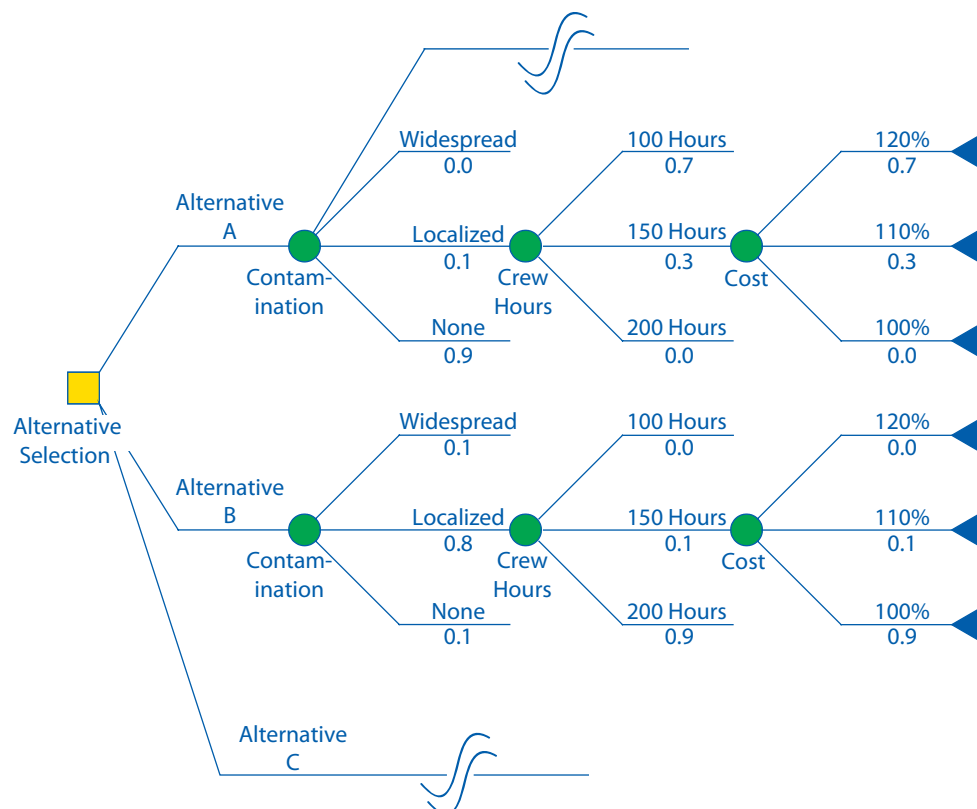 Widespread
0.0
100 Hours
0.7
120%
0.7
Alternative
A
Localized
0.1
150 Hours
0.3
110%
0.3
Contam-
ination
Crew
Hours
Cost
None
0.9
200 Hours
0.0
100%
0.0
Alternative
Selection
Widespread
0.1
100 Hours
0.0
120%
0.0
Alternative
B
Localized
0.8
150 Hours
0.1
110%
0.1
Contam-
ination
Crew
Hours
Cost
None
0.1
200 Hours
0.9
100%
0.9
Alternative
C